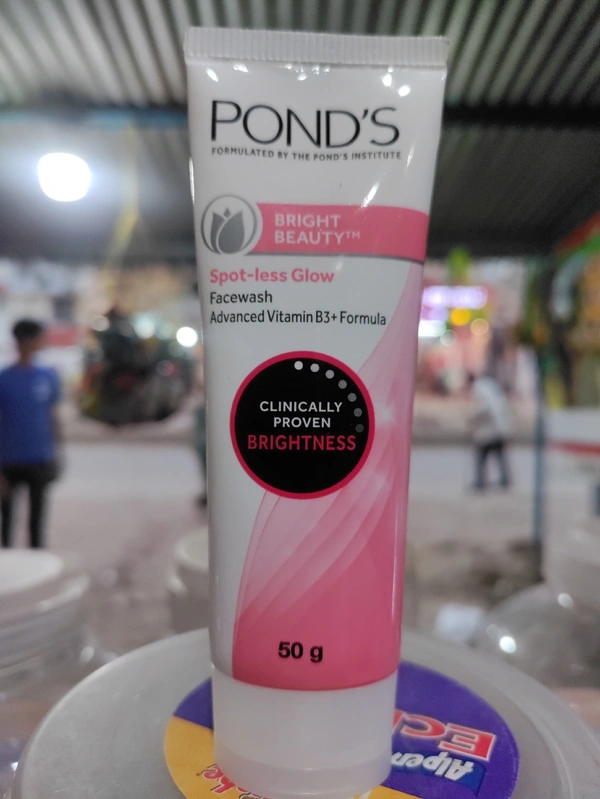 POND'S
FORMULATED BY THE POND'S INSTITUTE
BRIGHT
BEAUTY™
Spot-less Glow
Facewash
Advanced Vitamin B3+ Formula
CLINICALLY
PROVEN
BRIGHTNESS
50 g
Alpen